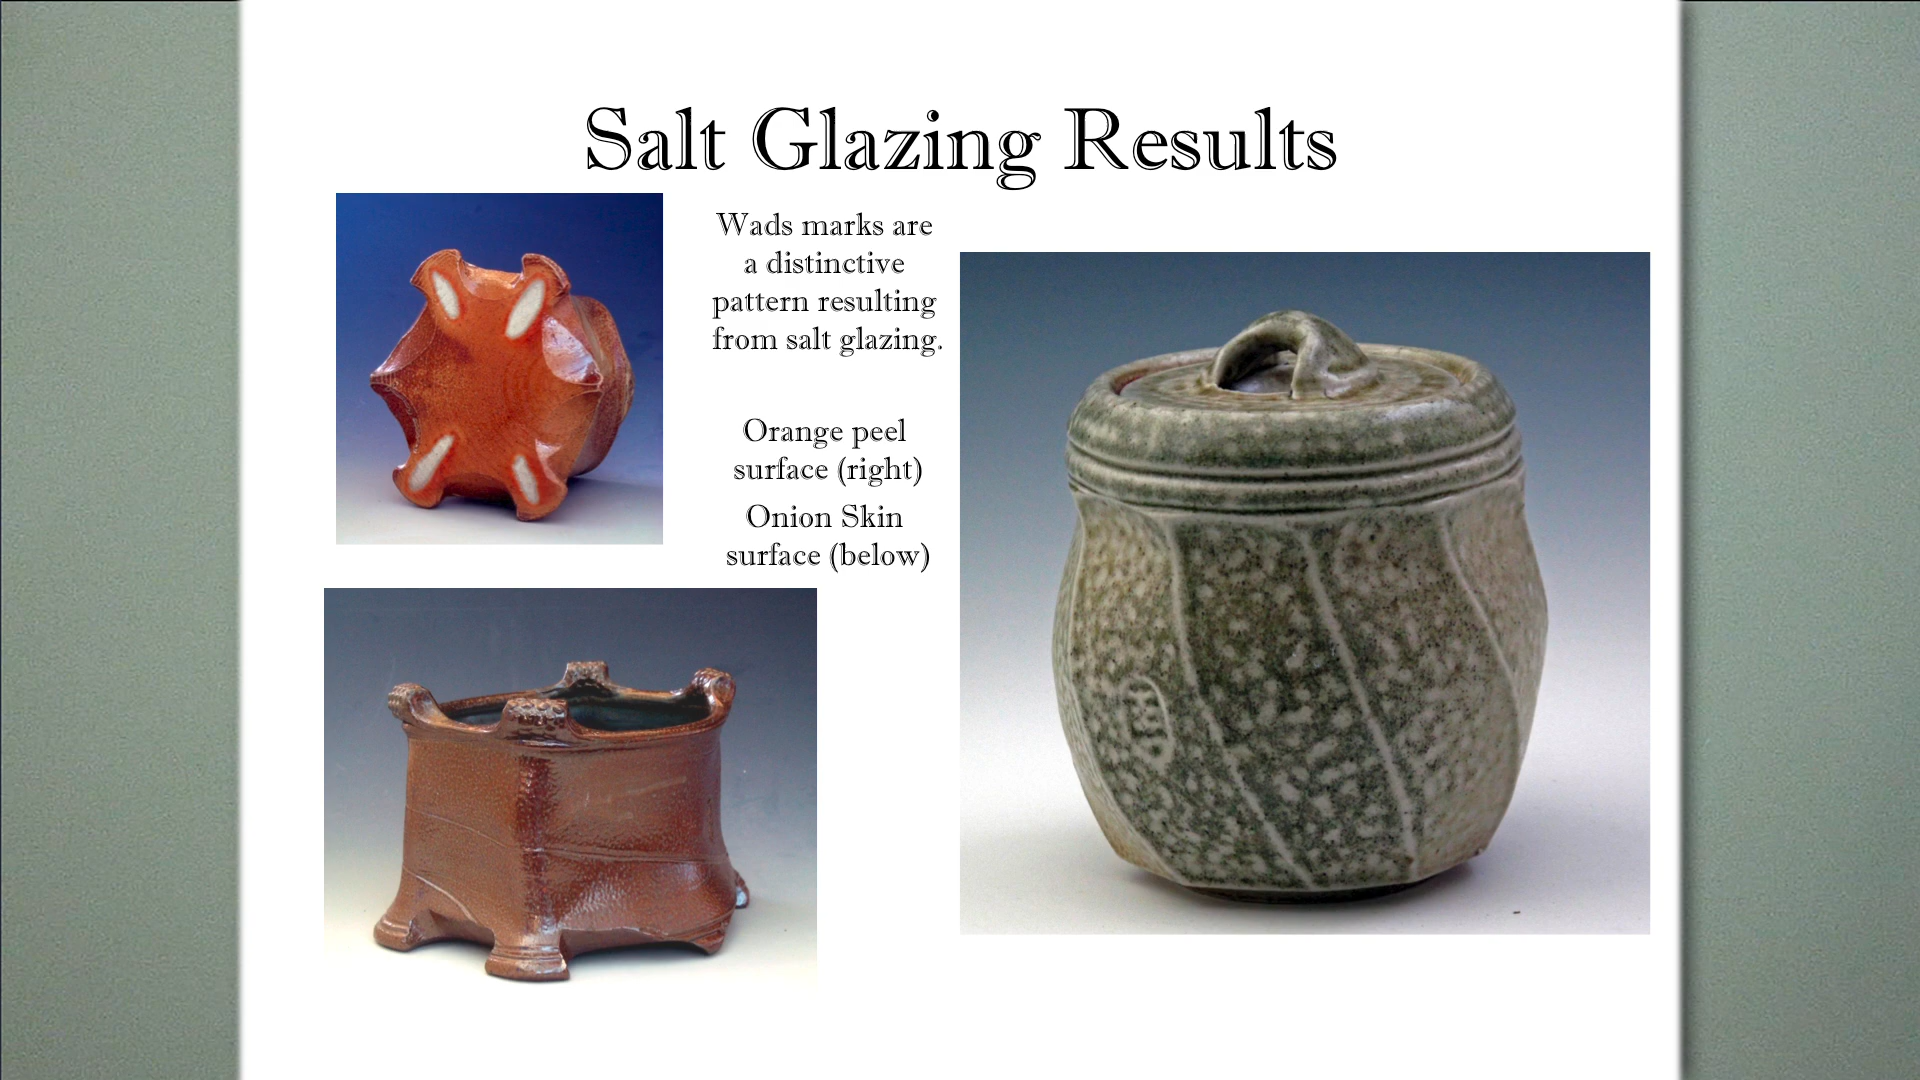 Salt Glazing Results
Wads marks are
a distinctive
pattern resulting
from salt glazing.
Orange peel
surface (right)
Onion Skin
surface (below)